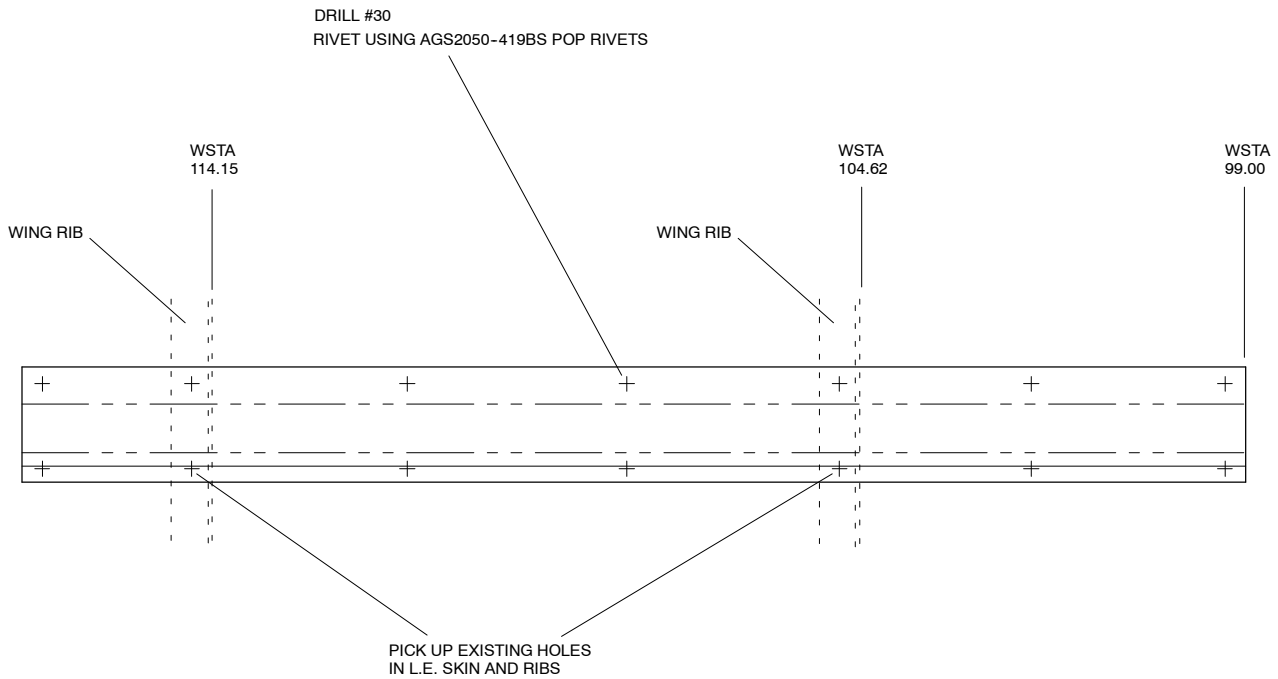 DRILL #30
RIVET USING AGS2050-419BS POP RIVETS
WSTA
114.15
WSTA
104.62
WSTA
99.00
WING RIB
WING RIB
PICK UP EXISTING HOLES
IN L.E. SKIN AND RIBS